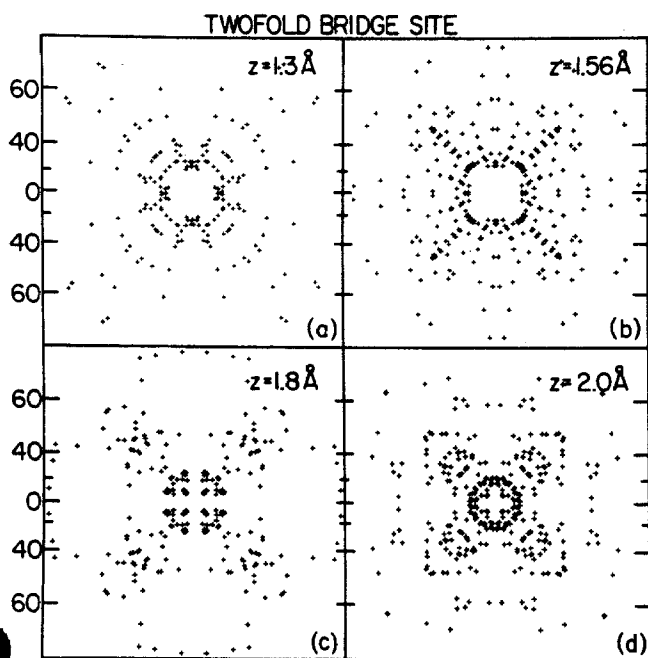 TWOFOLD BRIDGE SITE
z=1.3Å
z=1.56Å
60
40
0
40
60
(a)
(b)
z=1.8Å
z=2.0Å
60
40
0
40
60
(c)
(d)